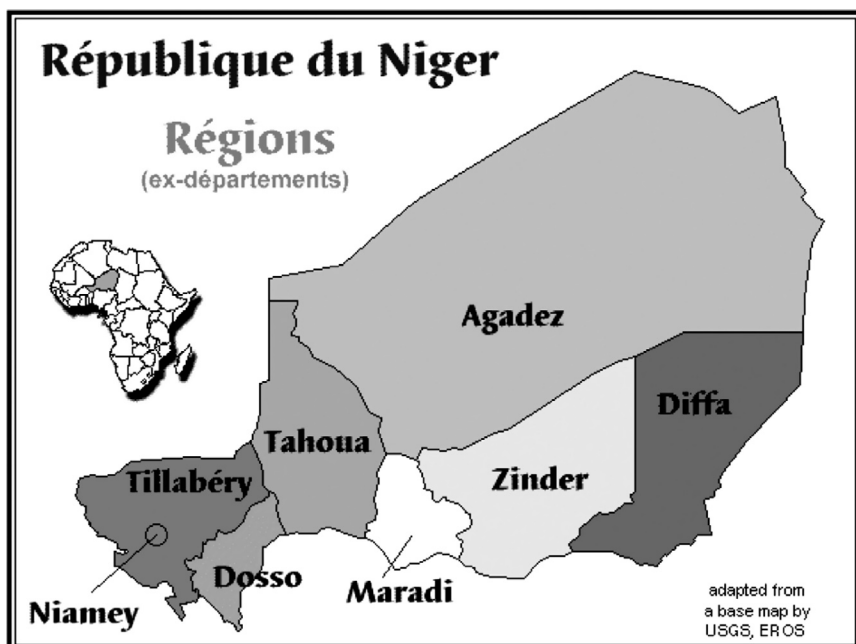 République du Niger
Régions
(ex-départements)
Agadez
Diffa
Tahoua
Zinder
Tillabéry
Dosso
Maradi
Niamey
adapted from
a base map by
USGS, EROS